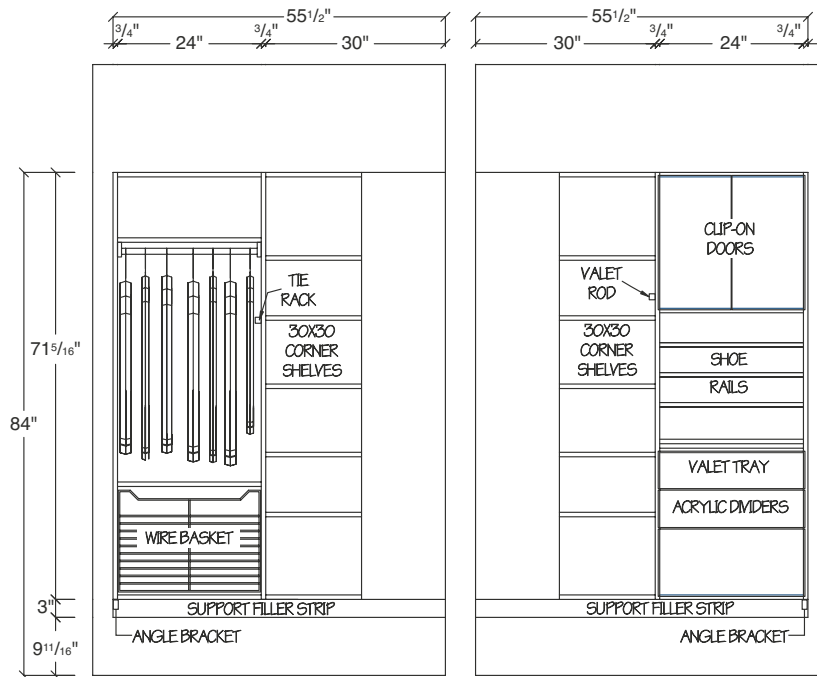 55 1/2"
3/4"
3/4"
24"
30"
55 1/2"
3/4"
3/4"
30"
24"
71 5/16"
84"
3"
9 11/16"
TIE
RACK
30X30
CORNER
SHELVES
WIRE BASKET
SUPPORT FILLER STRIP
ANGLE BRACKET
CLIP-ON
DOORS
VALET
ROD
30X30
CORNER
SHELVES
SHOE
RAILS
VALET TRAY
ACRYLIC DIVIDERS
SUPPORT FILLER STRIP
ANGLE BRACKET